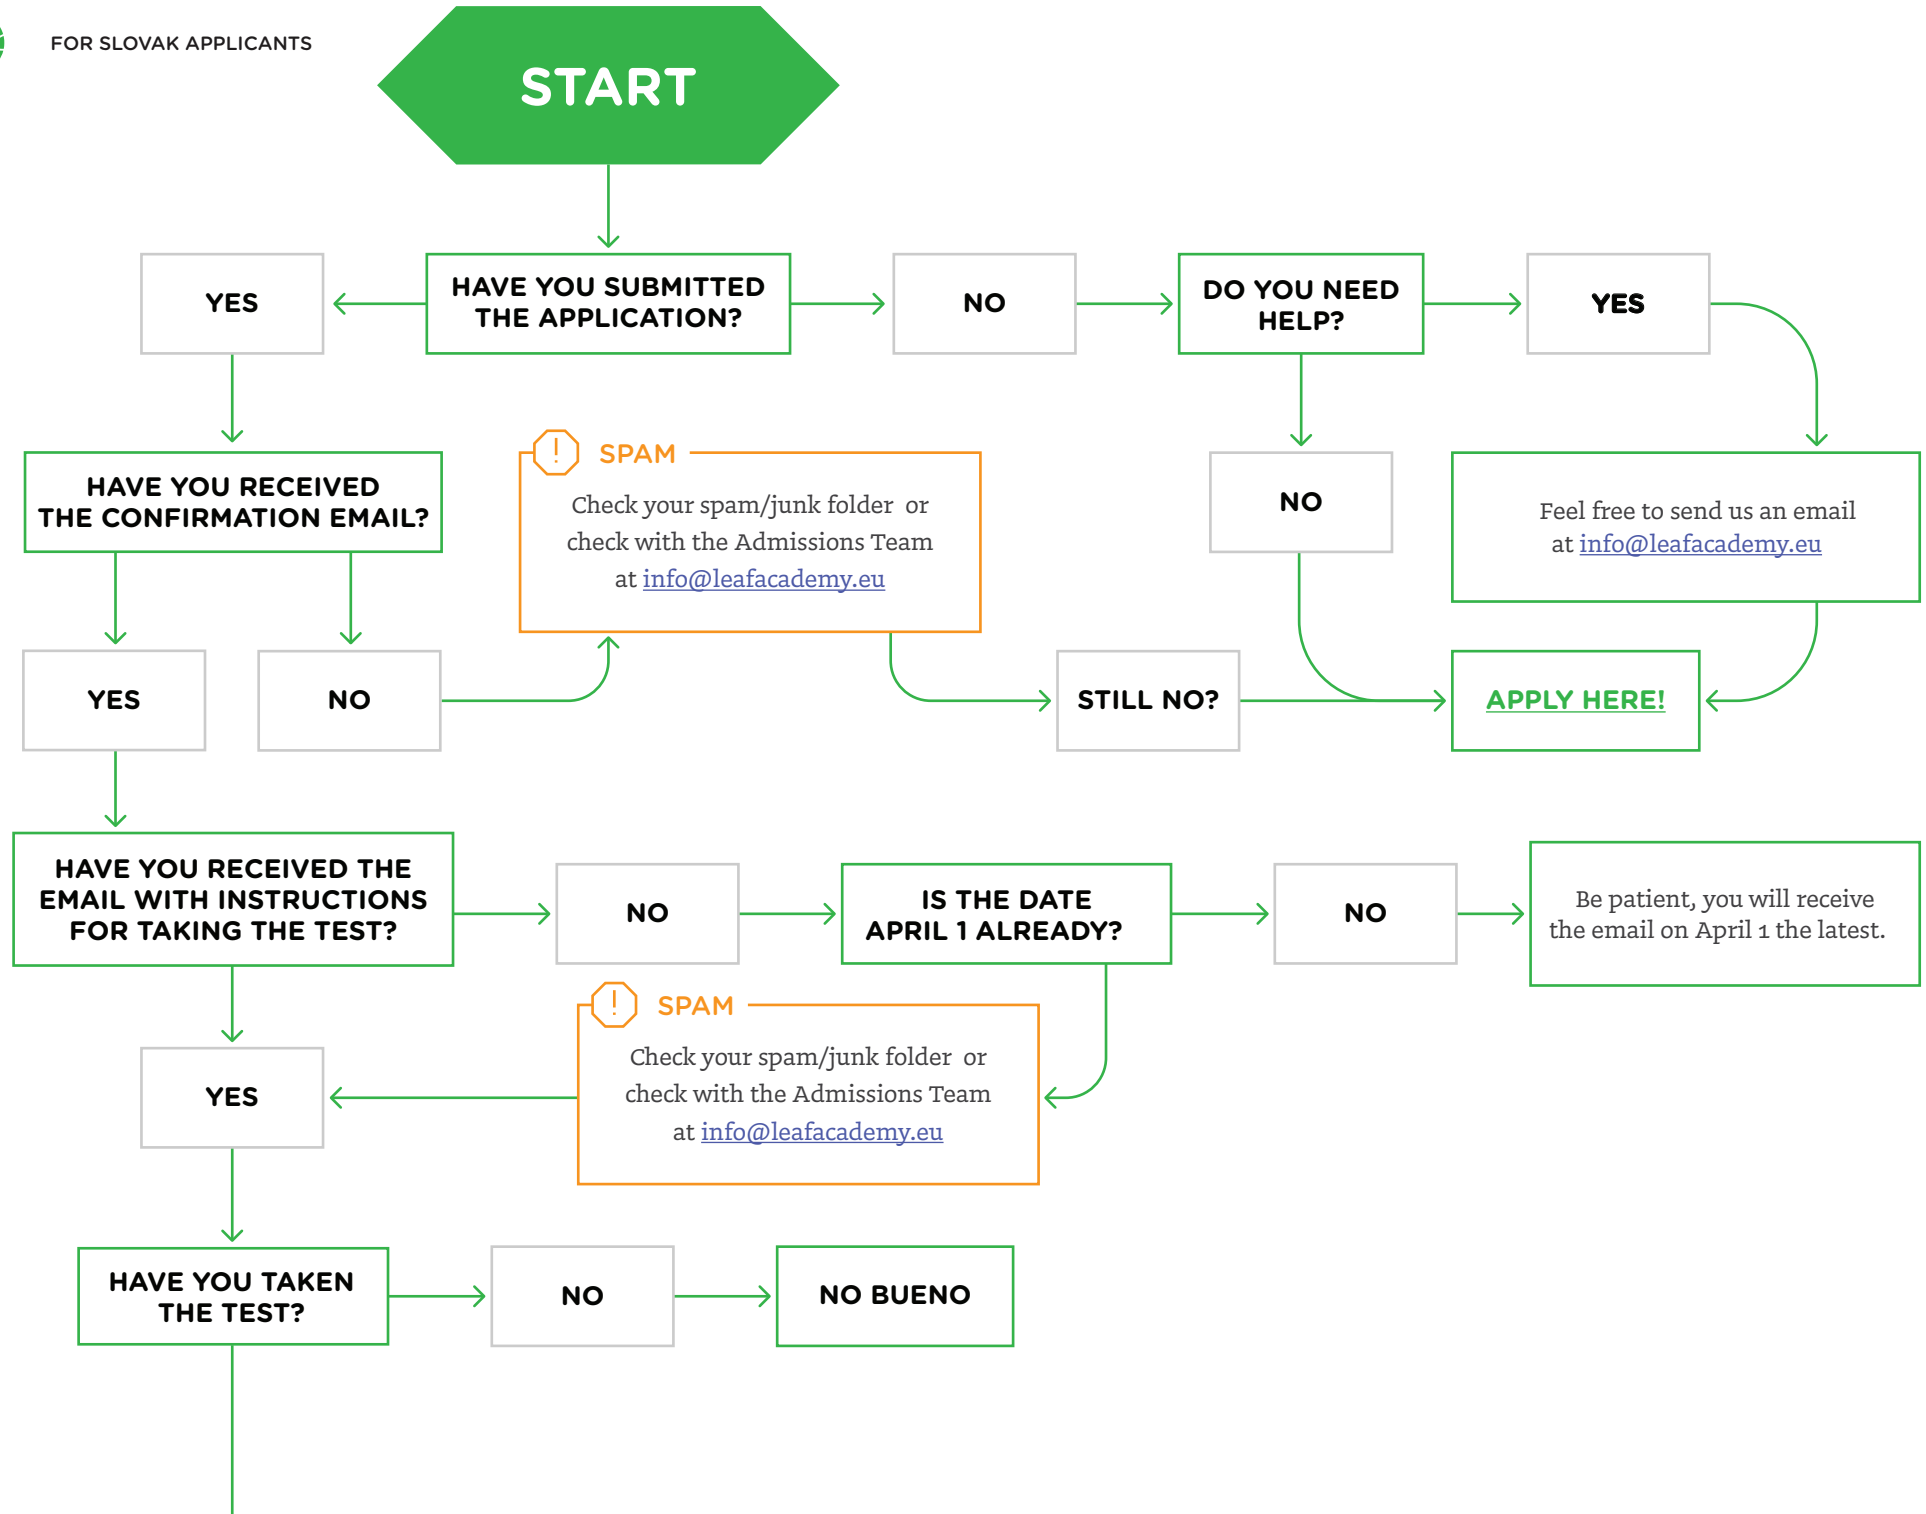 FOR SLOVAK APPLICANTS
START
YES
HAVE YOU SUBMITTED
THE APPLICATION?
NO
DO YOU NEED
HELP?
YES
HAVE YOU RECEIVED
THE CONFIRMATION EMAIL?
! SPAM
Check your spam/junk folder or
check with the Admissions Team
at info@leafacademy.eu
NO
Feel free to send us an email
at info@leafacademy.eu
YES
NO
STILL NO?
APPLY HERE!
HAVE YOU RECEIVED THE
EMAIL WITH INSTRUCTIONS
FOR TAKING THE TEST?
NO
IS THE DATE
APRIL 1 ALREADY?
NO
Be patient, you will receive
the email on April 1 the latest.
YES
! SPAM
Check your spam/junk folder or
check with the Admissions Team
at info@leafacademy.eu
HAVE YOU TAKEN
THE TEST?
NO
NO BUENO